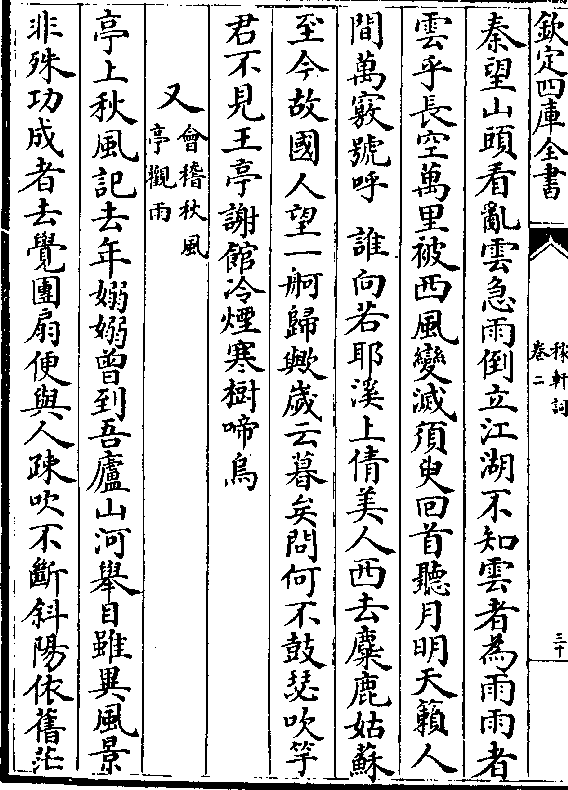 欽定四庫全書
稼軒詞
卷二
三十
秦望山頭看亂雲急雨倒立江湖不知雲者為雨雨者
雲乎長空萬里被西風變滅須臾回首聽月明天籟人
間萬竅號呼　誰向若耶溪上倩美人西去麋鹿姑蘇
至今故國人望一舸歸歟歲云暮矣問何不鼓瑟吹竽
君不見王亭謝館冷煙寒樹啼烏
又會稽秋風
亭觀雨
亭上秋風記去年嫋嫋曾到吾廬山河舉目雖異風景
非殊功成者去覺團扇便與人疎吹不斷斜陽依舊茫